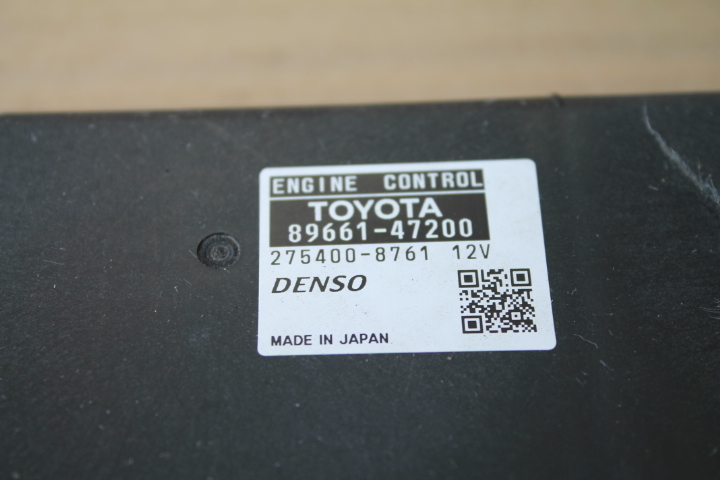 ENGINE CONTROL
TOYOTA
89661-47200
275400-8761 12V
DENSO
MADE IN JAPAN